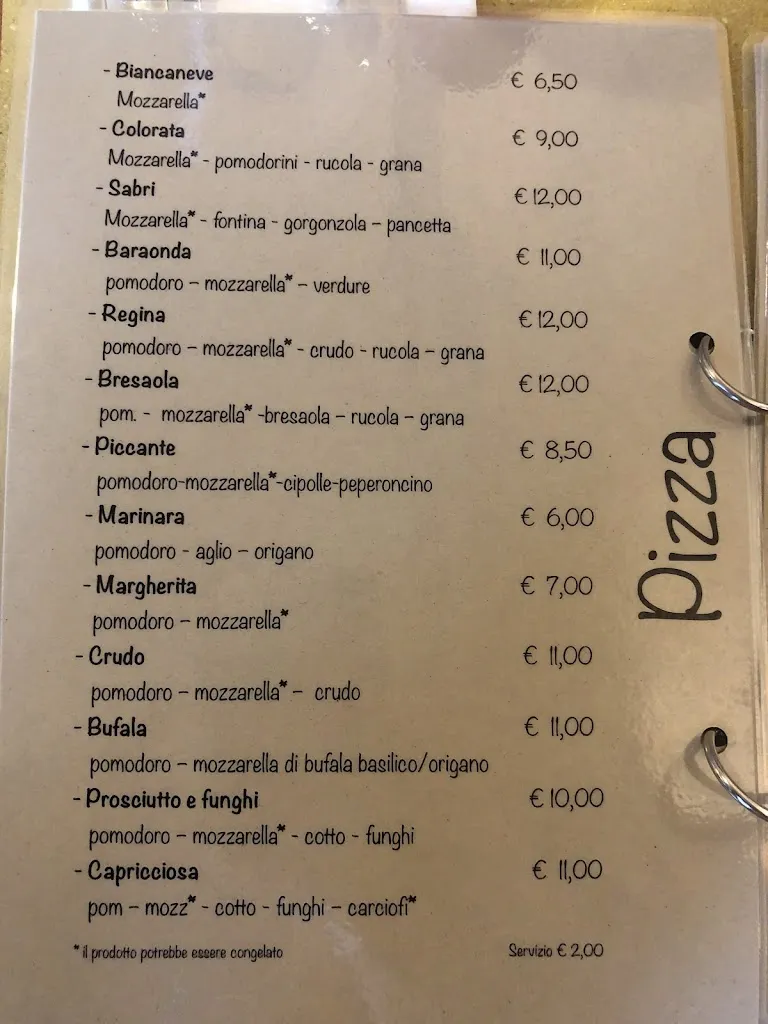 - Biancaneve € 6,50
Mozzarella*
- Colorata € 9,00
Mozzarella* - pomodorini - rucola - grana
- Sabri € 12,00
Mozzarella* - fontina - gorgonzola – pancetta
- Baraonda € 11,00
pomodoro – mozzarella* – verdure
- Regina € 12,00
pomodoro – mozzarella* - crudo - rucola – grana
- Bresaola € 12,00
pom. - mozzarella* -bresaola – rucola – grana
- Piccante € 8,50
pomodoro-mozzarella*-cipolle-peperoncino
- Marinara € 6,00
pomodoro - aglio – origano
- Margherita € 7,00
pomodoro – mozzarella*
- Crudo € 11,00
pomodoro – mozzarella* – crudo
- Bufala € 11,00
pomodoro – mozzarella di bufala basilico/origano
- Prosciutto e funghi € 10,00
pomodoro – mozzarella* - cotto - funghi
- Capricciosa € 11,00
pom – mozz* - cotto - funghi – carciofi*
* il prodotto potrebbe essere congelato Servizio € 2,00
Pizza